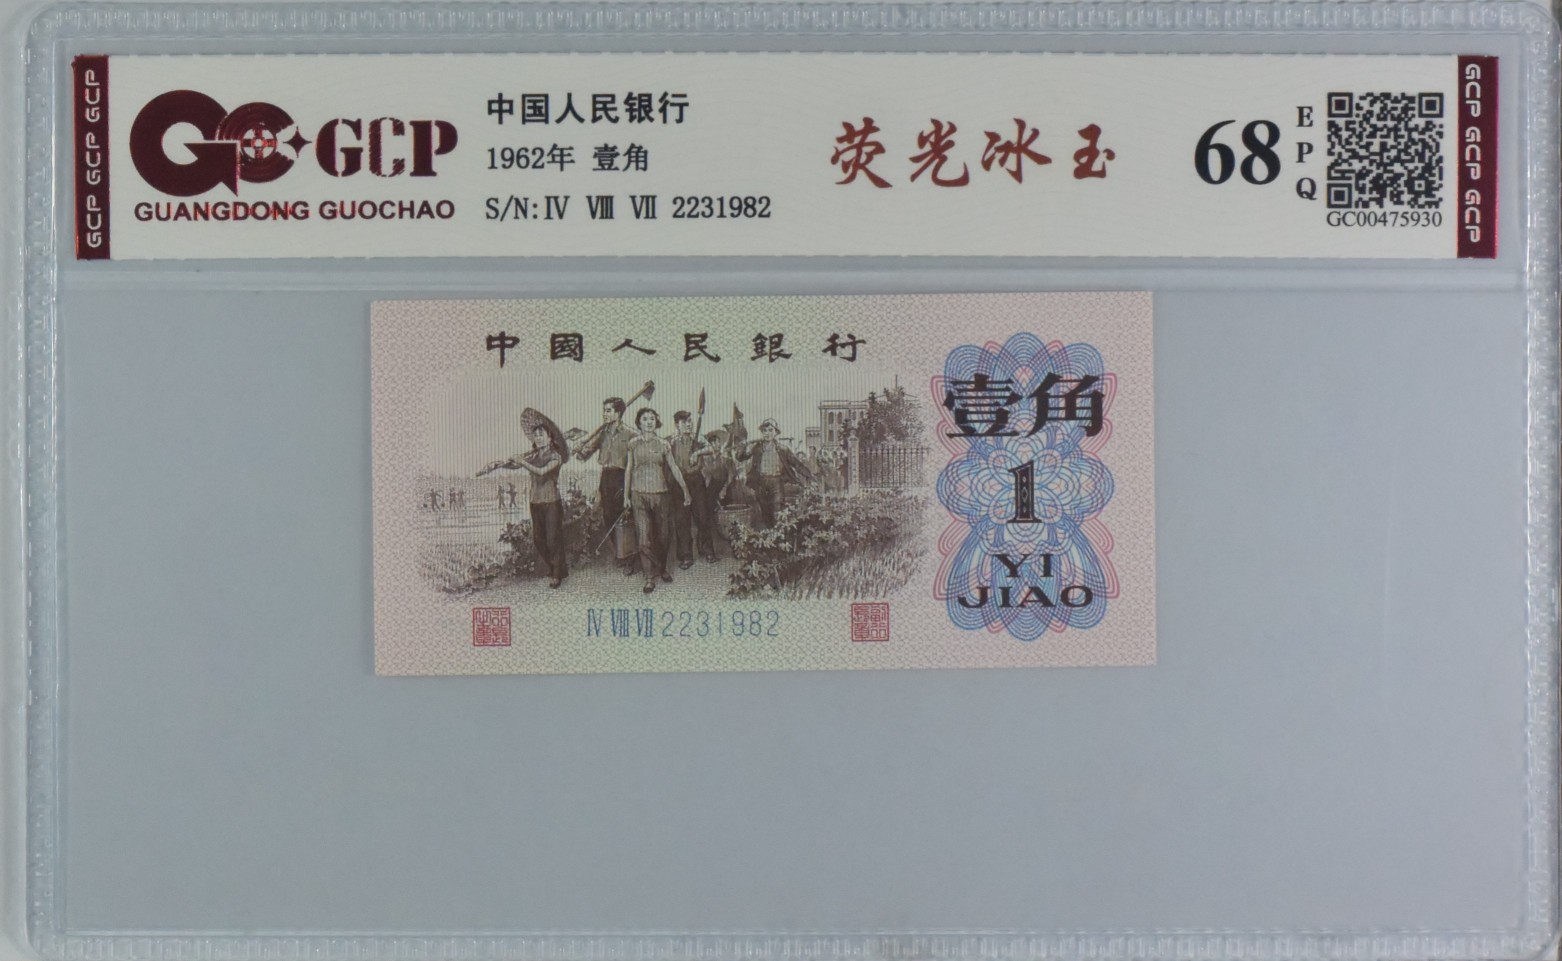 GCP GCP GCP
GCP
GUANGDONG GUOCHAO
中国人民银行
1962年 壹角
S/N:Ⅳ Ⅷ Ⅶ 2231982
荧光冰玉
68
EPQ
GC00475930
GCP GCP GCP
中國人民銀行
壹角
1
YI
JIAO
Ⅳ Ⅷ Ⅶ 2231982